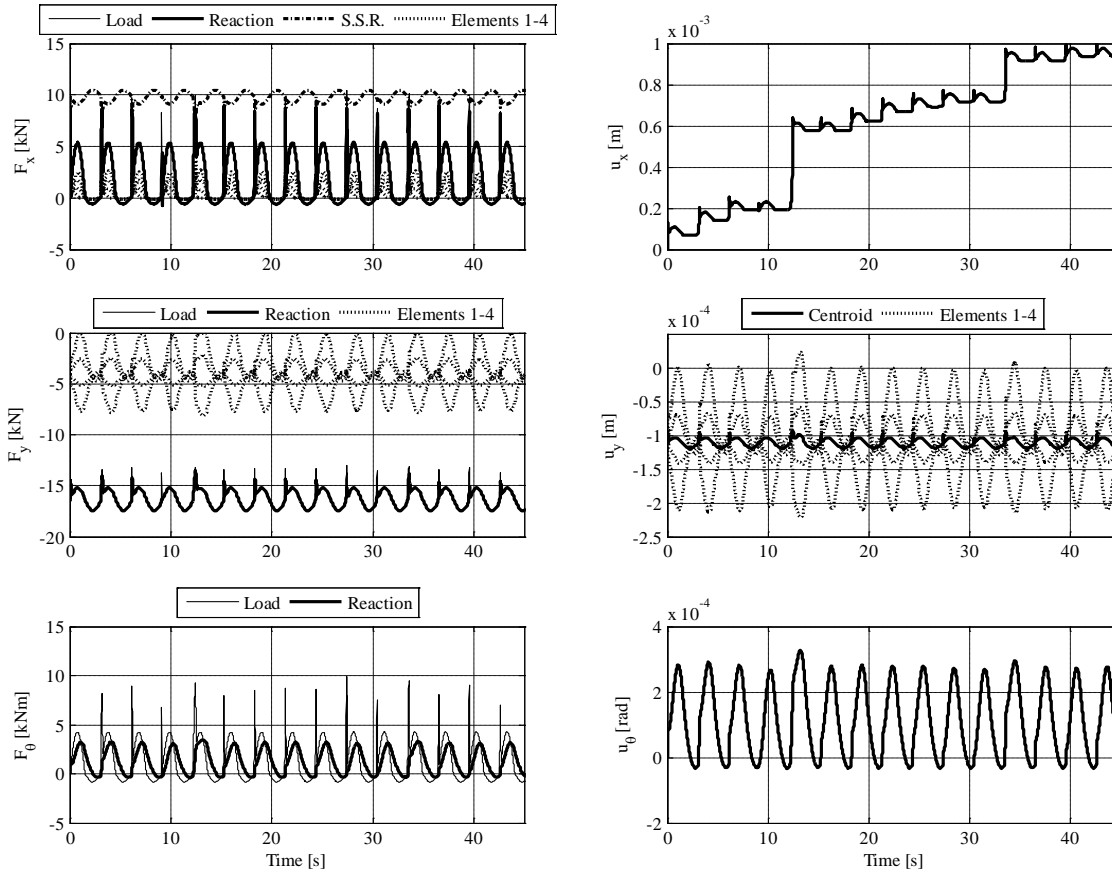 Load Reaction S.S.R. Elements 1-4
15
10
5
0
-5
F_x [kN]
0 10 20 30 40
x 10^-3
1
0.8
0.6
0.4
0.2
0
u_x [m]
0 10 20 30 40
Load Reaction Elements 1-4
0
-5
-10
-15
-20
F_y [kN]
0 10 20 30 40
Centroid Elements 1-4
x 10^-4
0
-0.5
-1
-1.5
-2
-2.5
u_y [m]
0 10 20 30 40
Load Reaction
15
10
5
0
-5
F_θ [kNm]
0 10 20 30 40
Time [s]
x 10^-4
4
2
0
-2
u_θ [rad]
0 10 20 30 40
Time [s]